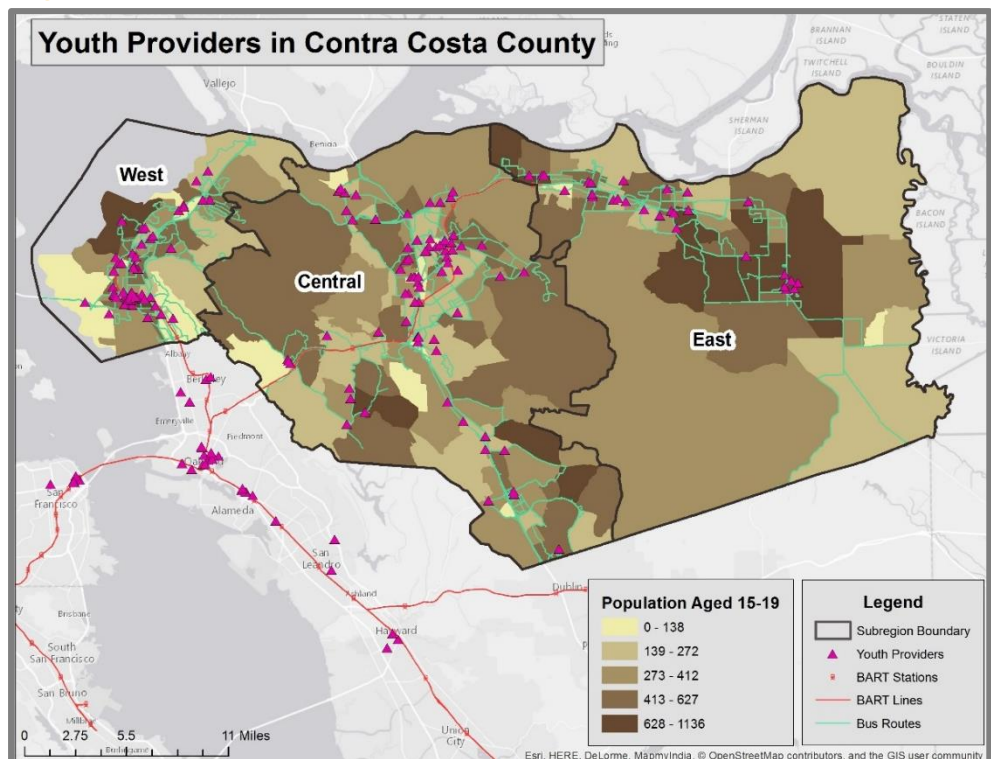 Youth Providers in Contra Costa County
BRANNAN
ISLAND
STATEN
ISLAND
TWITCHELL
ISLAND
BOULDIN
ISLAND
Vallejo
SHERMAN
ISLAND
Benicia
West
BACON
ISLAND
Central
East
VICTORIA
ISLAND
Albany
Berkeley
Emeryville
Piedmont
Oakland
San
Francisco
Alameda
San
Leandro
Ashland
Dublin
Brisbane
Hayward
South
San Francisco
San Bruno
Union
City
Population Aged 15-19
0 - 138
139 - 272
273 - 412
413 - 627
628 - 1136
Legend
Subregion Boundary
Youth Providers
BART Stations
BART Lines
Bus Routes
0 2.75 5.5 11 Miles
Esri, HERE, DeLorme, MapmyIndia, © OpenStreetMap contributors, and the GIS user community